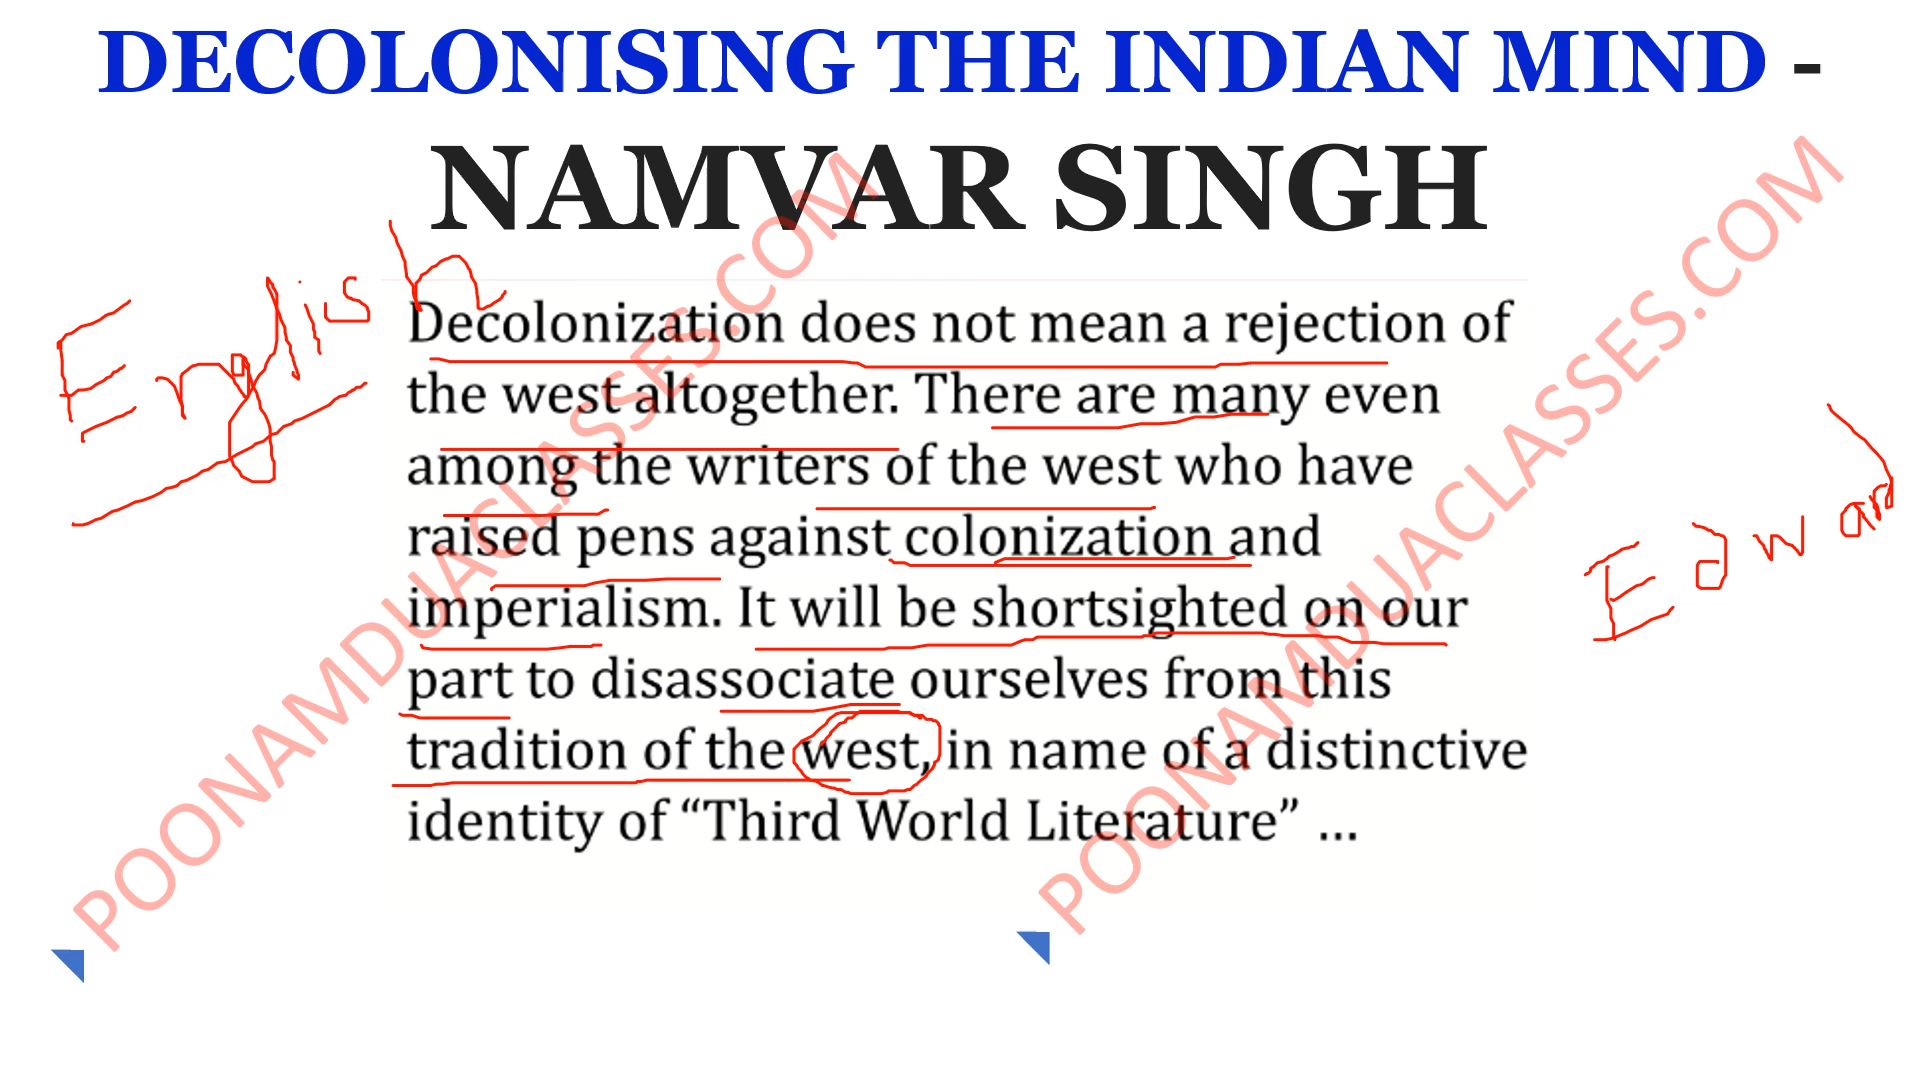 DECOLONISING THE INDIAN MIND -
NAMVAR SINGH
English
Decolonization does not mean a rejection of
the west altogether. There are many even
among the writers of the west who have
raised pens against colonization and
imperialism. It will be shortsighted on our
part to disassociate ourselves from this
tradition of the west, in name of a distinctive
identity of “Third World Literature” ...
Edward
POONAMDUACLASSES.COM
POONAMDUACLASSES.COM